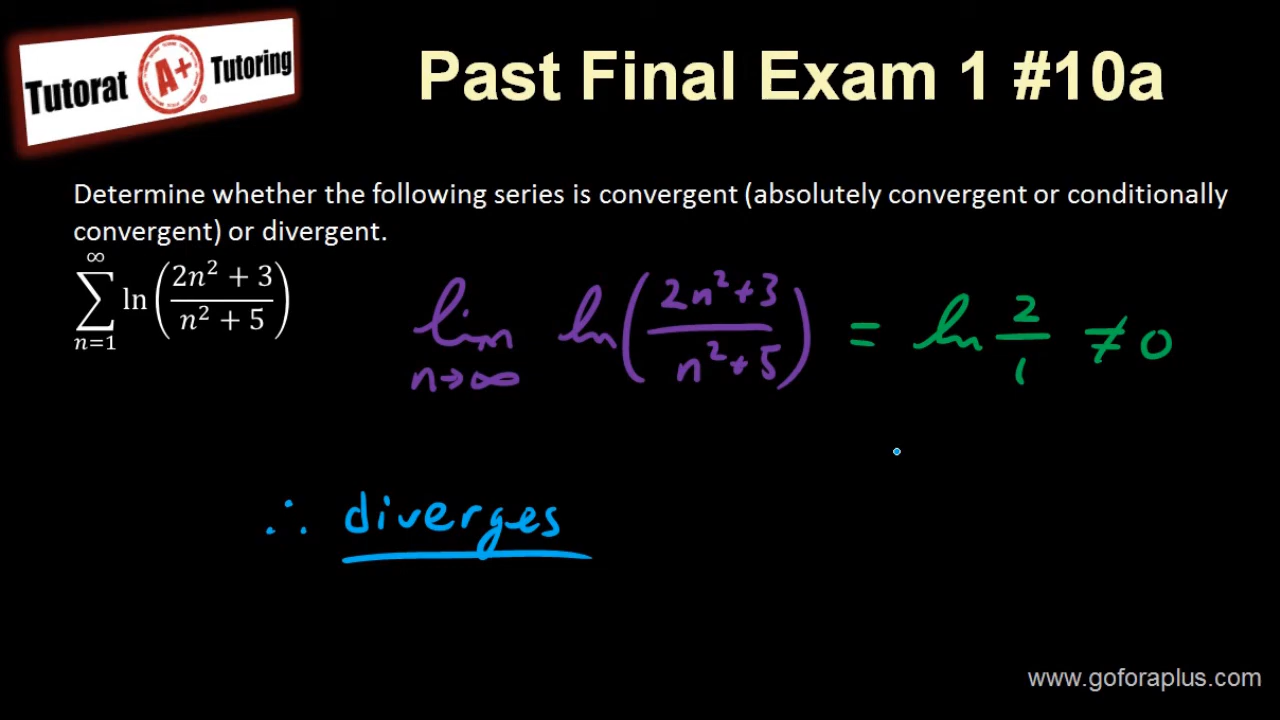 Tutorat A+ Tutoring
Past Final Exam 1 #10a
Determine whether the following series is convergent (absolutely convergent or conditionally
convergent) or divergent.
∑_{n=1}^{∞} ln((2n² + 3)/(n² + 5))
lim_{n→∞} ln((2n²+3)/(n²+5)) = ln 2/1 ≠ 0
∴ diverges
www.goforaplus.com